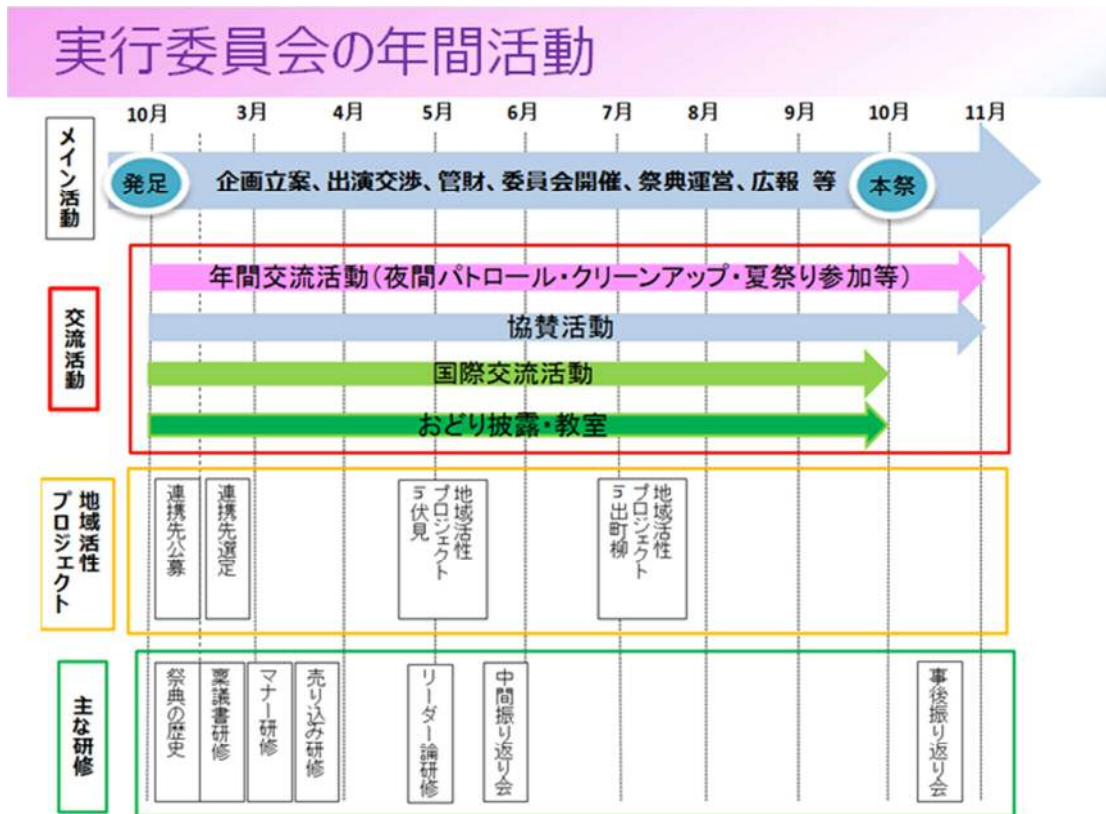 実行委員会の年間活動
10月 3月 4月 5月 6月 7月 8月 9月 10月 11月
メイン活動
発足
企画立案、出演交渉、管財、委員会開催、祭典運営、広報 等
本祭
交流活動
年間交流活動(夜間パトロール・クリーンアップ・夏祭り参加等)
協賛活動
国際交流活動
おどり披露・教室
地域活性
プロジェクト
連携先公募
連携先選定
地域活性
プロジェクト
伏見
地域活性
プロジェクト
出町柳
主な研修
祭典の歴史
稟議書研修
マナー研修
売り込み研修
リーダー論研修
中間振り返り会
事後振り返り会